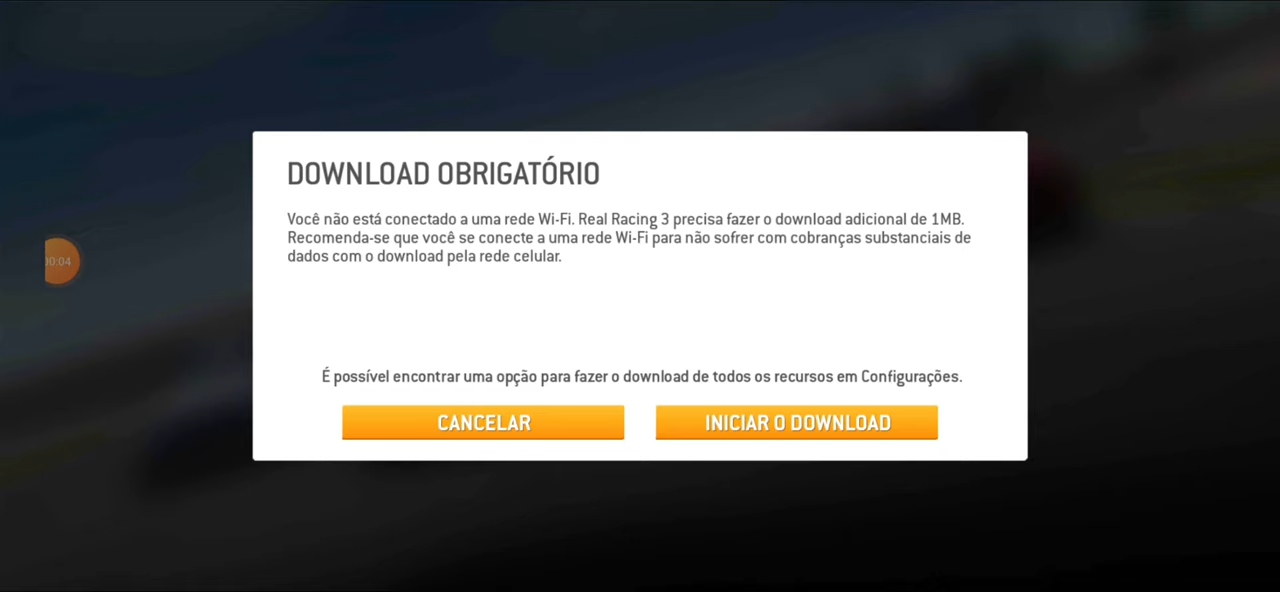 DOWNLOAD OBRIGATÓRIO
Você não está conectado a uma rede Wi-Fi. Real Racing 3 precisa fazer o download adicional de 1MB.
Recomenda-se que você se conecte a uma rede Wi-Fi para não sofrer com cobranças substanciais de
dados com o download pela rede celular.
00:04
É possível encontrar uma opção para fazer o download de todos os recursos em Configurações.
CANCELAR
INICIAR O DOWNLOAD